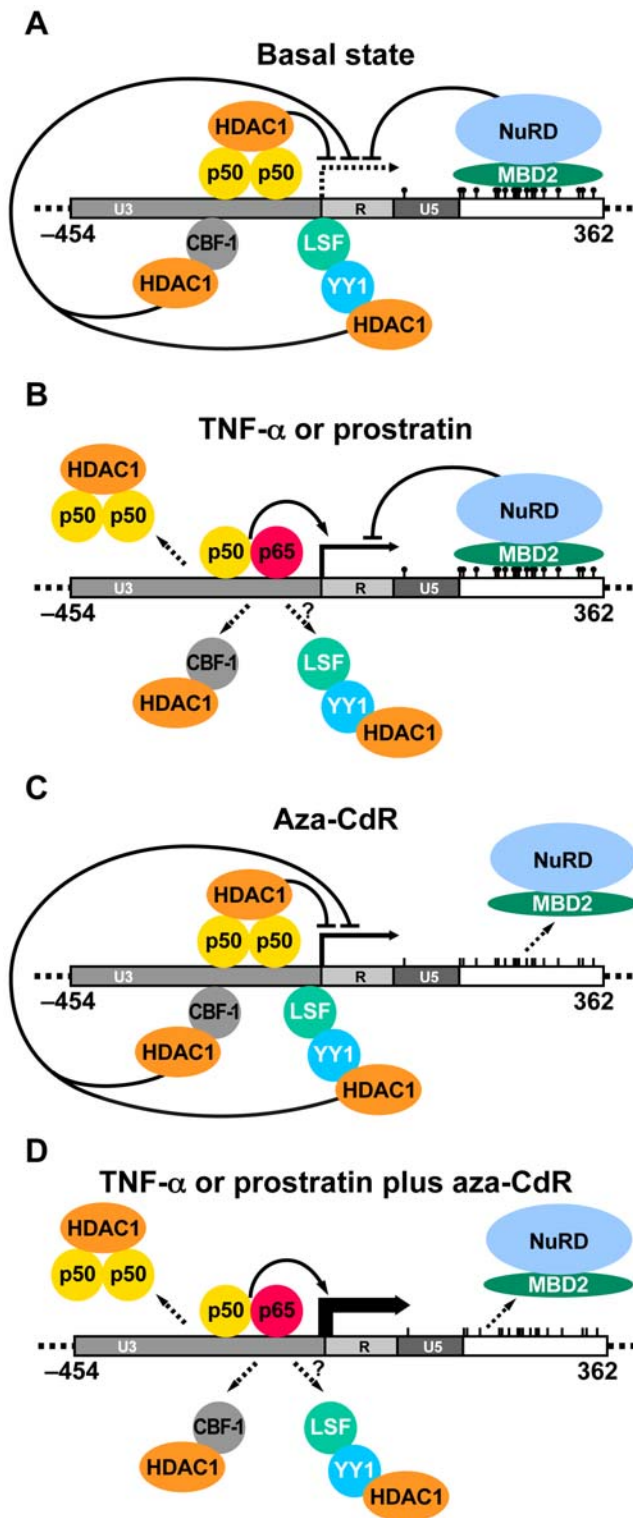 A
Basal state
HDAC1
NuRD
p50 p50
MBD2
U3 R U5
–454 362
CBF-1 LSF
HDAC1 YY1
HDAC1
B
TNF-α or prostratin
HDAC1
NuRD
p50 p50
p50 p65
MBD2
U3 R U5
–454 ? 362
CBF-1 LSF
HDAC1 YY1
HDAC1
C
Aza-CdR
NuRD
HDAC1
MBD2
p50 p50
U3 R U5
–454 362
CBF-1 LSF
HDAC1 YY1
HDAC1
D
TNF-α or prostratin plus aza-CdR
HDAC1
NuRD
p50 p50
MBD2
p50 p65
U3 R U5
–454 ? 362
CBF-1 LSF
HDAC1 YY1
HDAC1